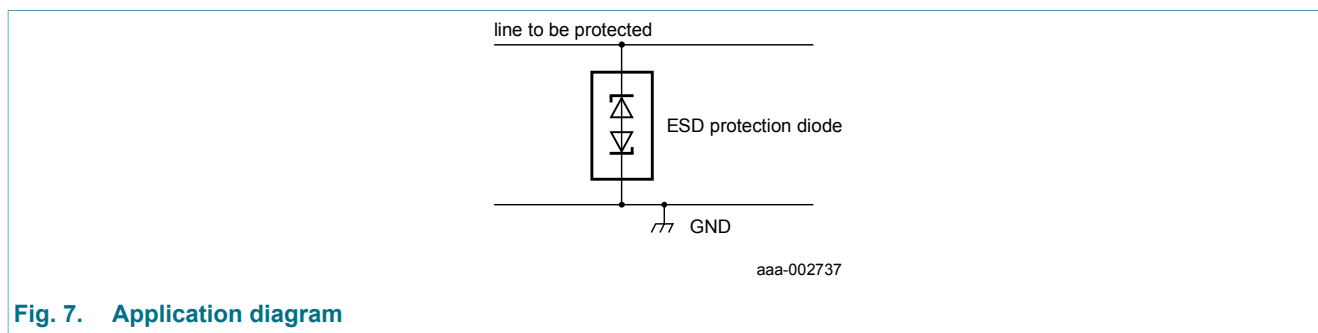 line to be protected
ESD protection diode
GND
aaa-002737
Fig. 7. Application diagram